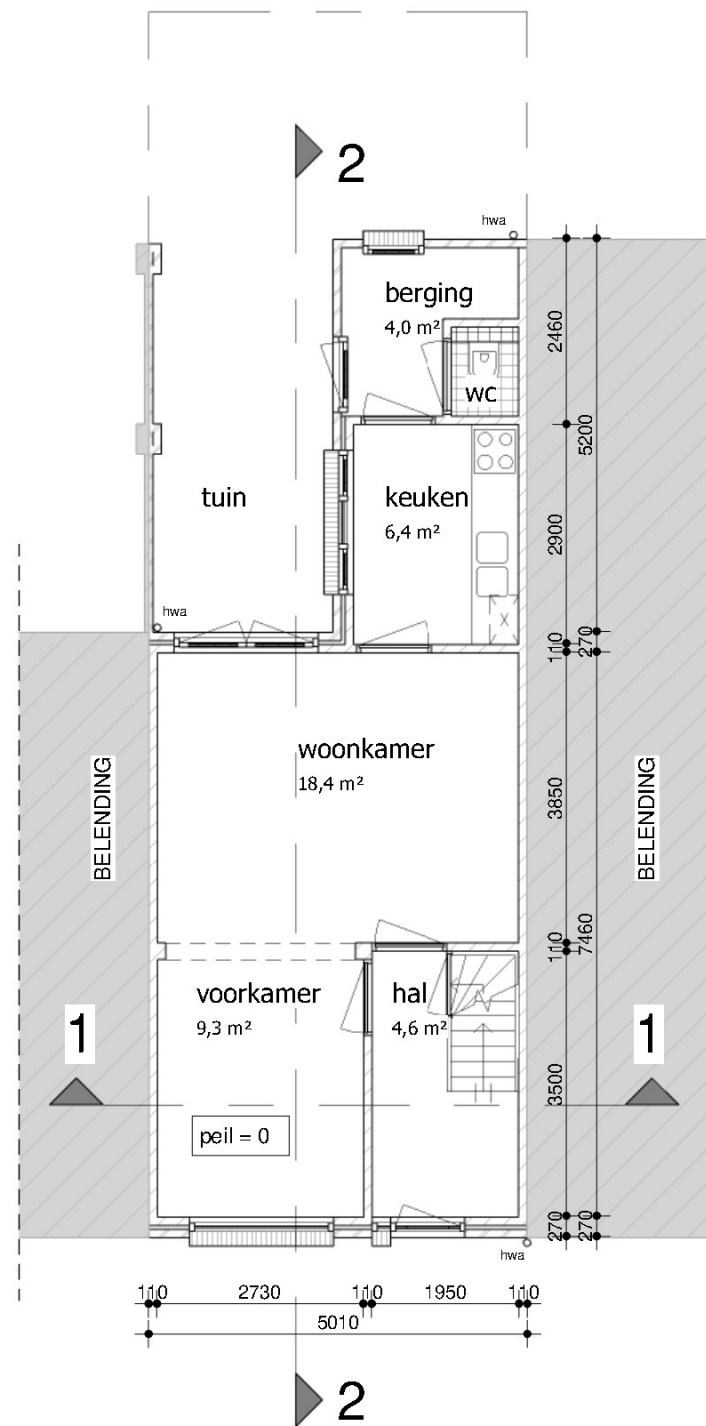 2
hwa
berging
4,0 m²
wc
2460
5200
tuin
keuken
6,4 m²
2900
hwa
110
270
woonkamer
18,4 m²
BELENDING
3850
BELENDING
110
7460
voorkamer
9,3 m²
hal
4,6 m²
1
1
3500
peil = 0
270
270
hwa
110
2730
110
1950
110
5010
2